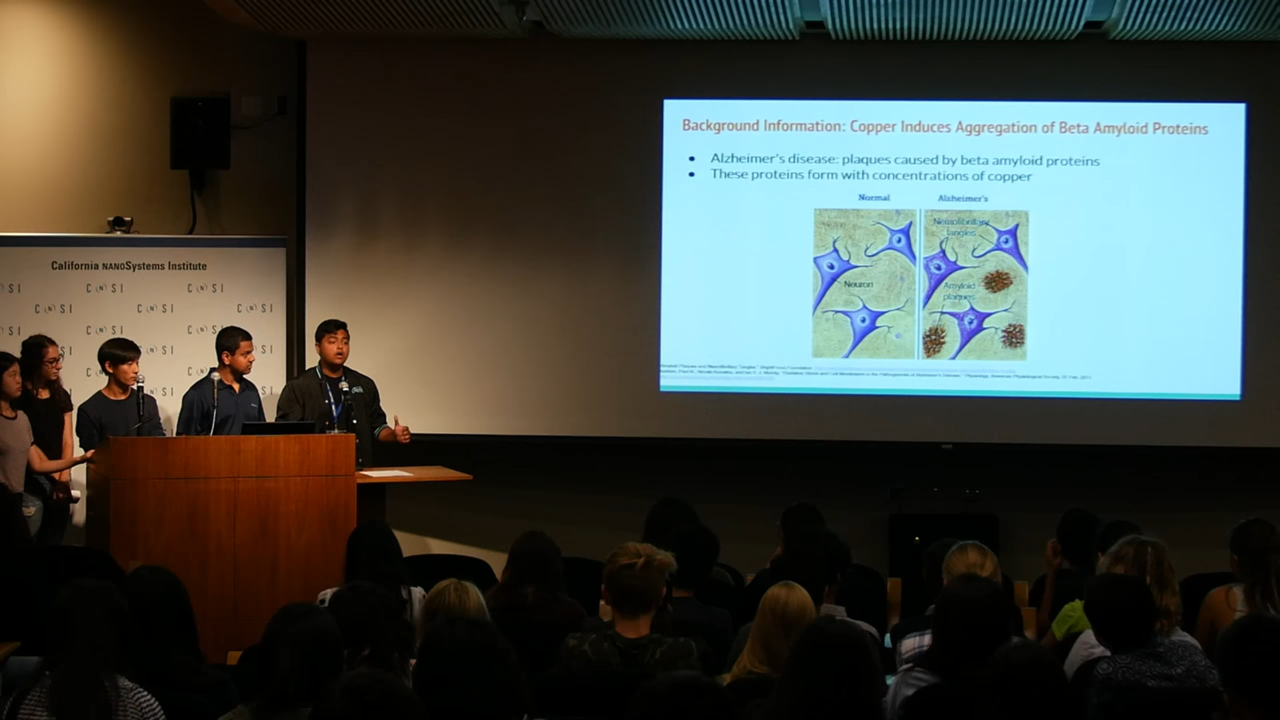 Background Information: Copper Induces Aggregation of Beta Amyloid Proteins
● Alzheimer's disease: plaques caused by beta amyloid proteins
● These proteins form with concentrations of copper
Normal
Alzheimer's
Neurofibrillary
tangles
Neuron
Amyloid
plaques
California NANOSystems Institute
S I
C (N) S I
C (N) S I
C (N) S I
C (N) S I
S I
C (N) S I
C (N) S I
S I
N S I